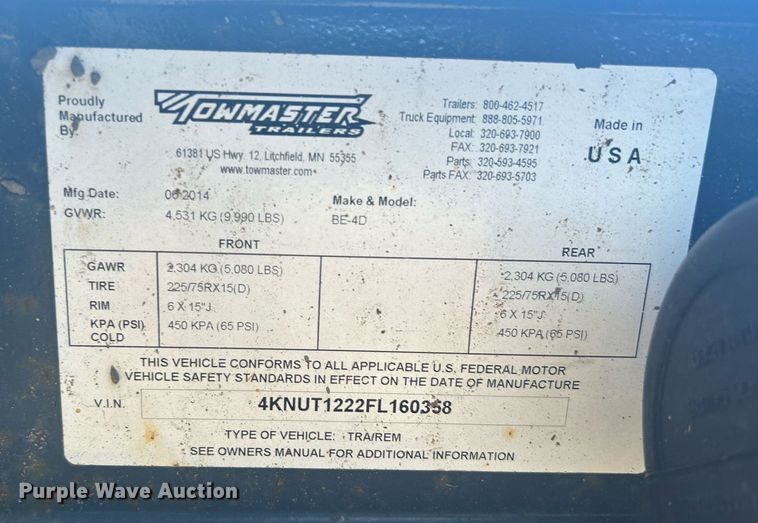 Proudly Manufactured By:
TOWMASTER
TRAILERS
61381 US Hwy. 12, Litchfield, MN 55355
www.towmaster.com
Trailers: 800-462-4517
Truck Equipment: 888-805-5971
Local: 320-693-7900
FAX: 320-693-7921
Parts: 320-593-4595
Parts FAX: 320-693-5703
Made in
USA
Mfg Date: 06 2014
GVWR: 4,531 KG (9,990 LBS)
Make & Model:
BE-4D
FRONT REAR
GAWR 2,304 KG (5,080 LBS) 2,304 KG (5,080 LBS)
TIRE 225/75RX15(D) 225/75RX15(D)
RIM 6 X 15"J 6 X 15"J
KPA (PSI) COLD 450 KPA (65 PSI) 450 KPA (65 PSI)
THIS VEHICLE CONFORMS TO ALL APPLICABLE U.S. FEDERAL MOTOR
VEHICLE SAFETY STANDARDS IN EFFECT ON THE DATE OF MANUFACTURE
V.I.N. 4KNUT1222FL160358
TYPE OF VEHICLE: TRA/REM
SEE OWNERS MANUAL FOR ADDITIONAL INFORMATION
Purple Wave Auction